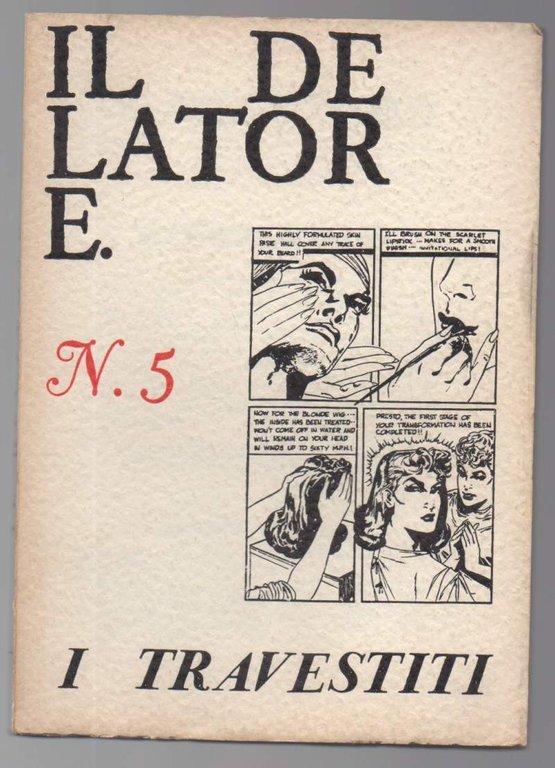 IL DE
LATOR
E.
N. 5
THIS HIGHLY FORMULATED SKIN
PASTE WILL COVER ANY TRACE OF
YOUR BEARD!!
I'LL BRUSH ON THE SCARLET
LIPSTICK -- MAKES FOR A SMOOTH
FINISH -- INVITATIONAL LIPS!
NOW FOR THE BLONDE WIG ---
THE INSIDE HAS BEEN TREATED--
WON'T COME OFF IN WATER AND
WILL REMAIN ON YOUR HEAD
IN WINDS UP TO SIXTY M.P.H.!
PRESTO, THE FIRST STAGE OF
YOUR TRANSFORMATION HAS BEEN
COMPLETED!!
I TRAVESTITI